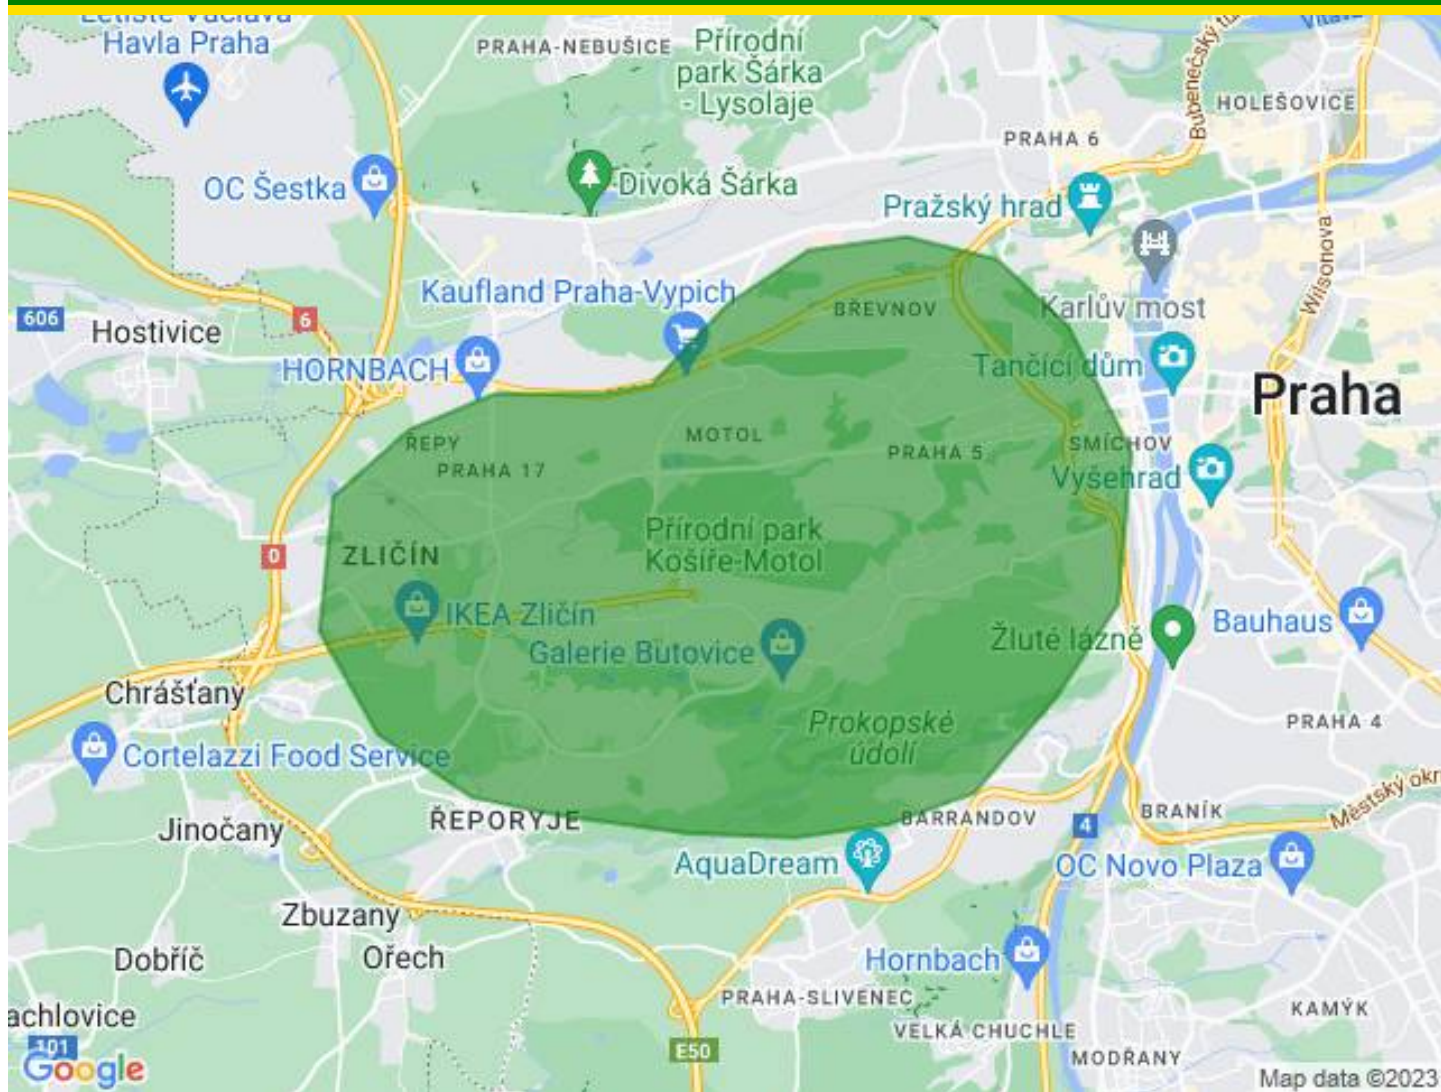 Letiště Václava
Havla Praha
PRAHA-NEBUŠICE
Přírodní
park Šárka
- Lysolaje
Bubenečský
HOLEŠOVICE
PRAHA 6
OC Šestka
Divoká Šárka
Pražský hrad
Wilsonova
Kaufland Praha-Vypich
BŘEVNOV
Karlův most
606
6
Hostivice
HORNBACH
Tančící dům
Praha
ŘEPY
MOTOL
PRAHA 5
SMÍCHOV
PRAHA 17
Vyšehrad
Přírodní park
Košíře-Motol
0
ZLIČÍN
IKEA Zličín
Galerie Butovice
Žluté lázně
Bauhaus
Chrášťany
Prokopské
údolí
PRAHA 4
Cortelazzi Food Service
Městský okr
Jinočany
ŘEPORYJE
BARRANDOV
4
BRANÍK
AquaDream
OC Novo Plaza
Zbuzany
Dobříč
Ořech
Hornbach
PRAHA-SLIVENEC
achlovice
VELKÁ CHUCHLE
KAMÝK
101
E50
MODŘANY
Google
Map data ©2023